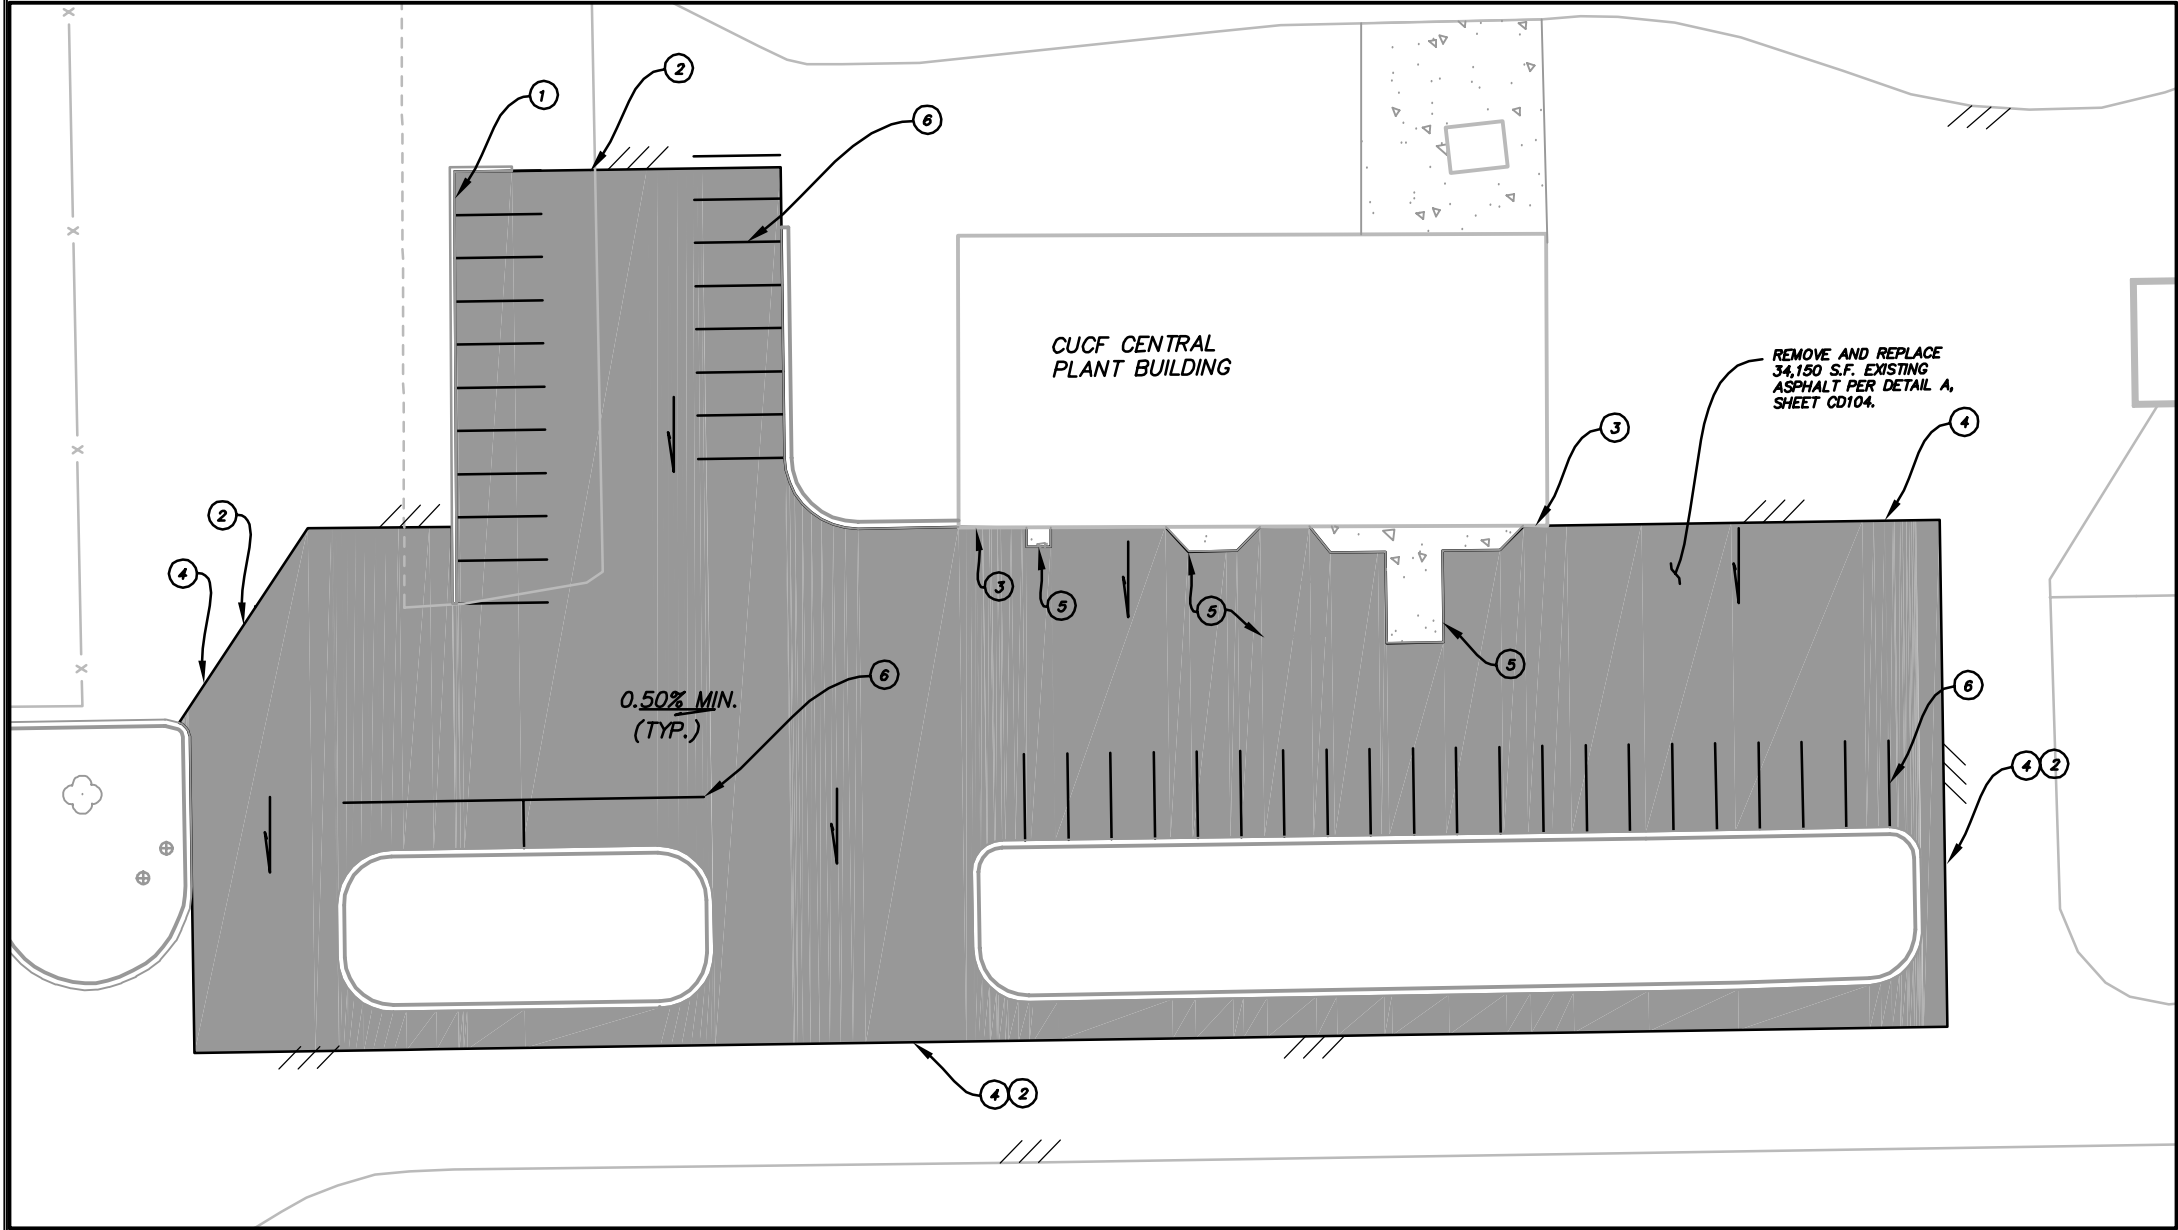 2
1
6
CUCF CENTRAL
PLANT BUILDING
REMOVE AND REPLACE
34,150 S.F. EXISTING
ASPHALT PER DETAIL A,
SHEET CD104.
3
4
2
4
3
5
5
5
6
0.50% MIN.
(TYP.)
6
4 2
4 2
X
X
X
X